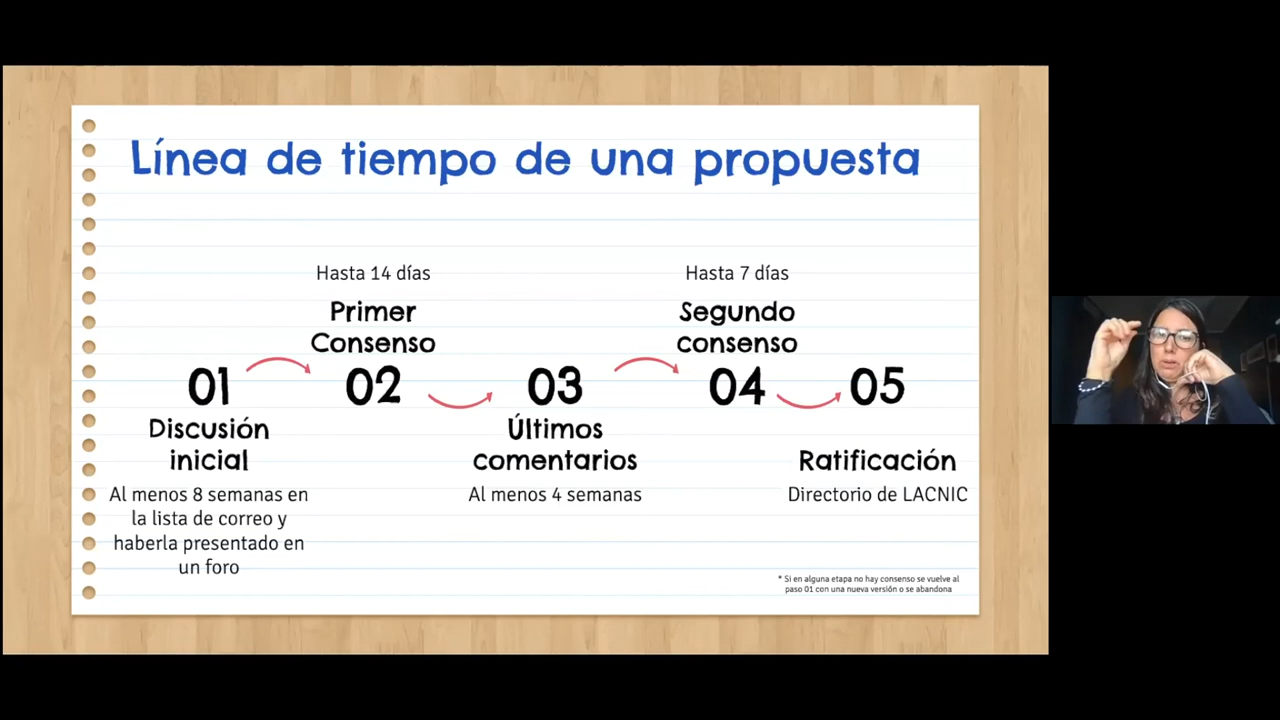 Línea de tiempo de una propuesta
Hasta 14 días
Primer
Consenso
Hasta 7 días
Segundo
consenso
01
02
03
04
05
Discusión
inicial
Al menos 8 semanas en
la lista de correo y
haberla presentado en
un foro
Últimos
comentarios
Al menos 4 semanas
Ratificación
Directorio de LACNIC
* Si en alguna etapa no hay consenso se vuelve al
paso 01 con una nueva versión o se abandona